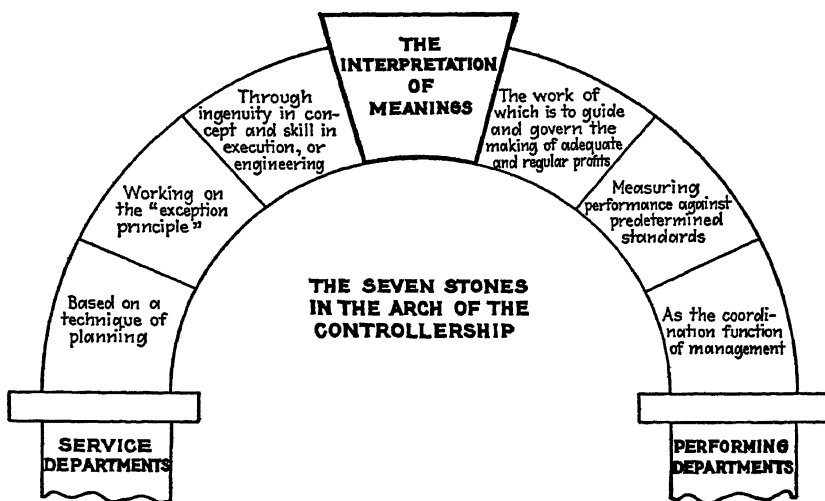 THE
INTERPRETATION
OF
MEANINGS
Through
ingenuity in con-
cept and skill in
execution, or
engineering
The work of
which is to guide
and govern the
making of adequate
and regular profits
Working on
the "exception
principle"
Measuring
performance against
predetermined
standards
Based on a
technique of
planning
THE SEVEN STONES
IN THE ARCH OF THE
CONTROLLERSHIP
As the coordi-
nation function
of management
SERVICE
DEPARTMENTS
PERFORMING
DEPARTMENTS